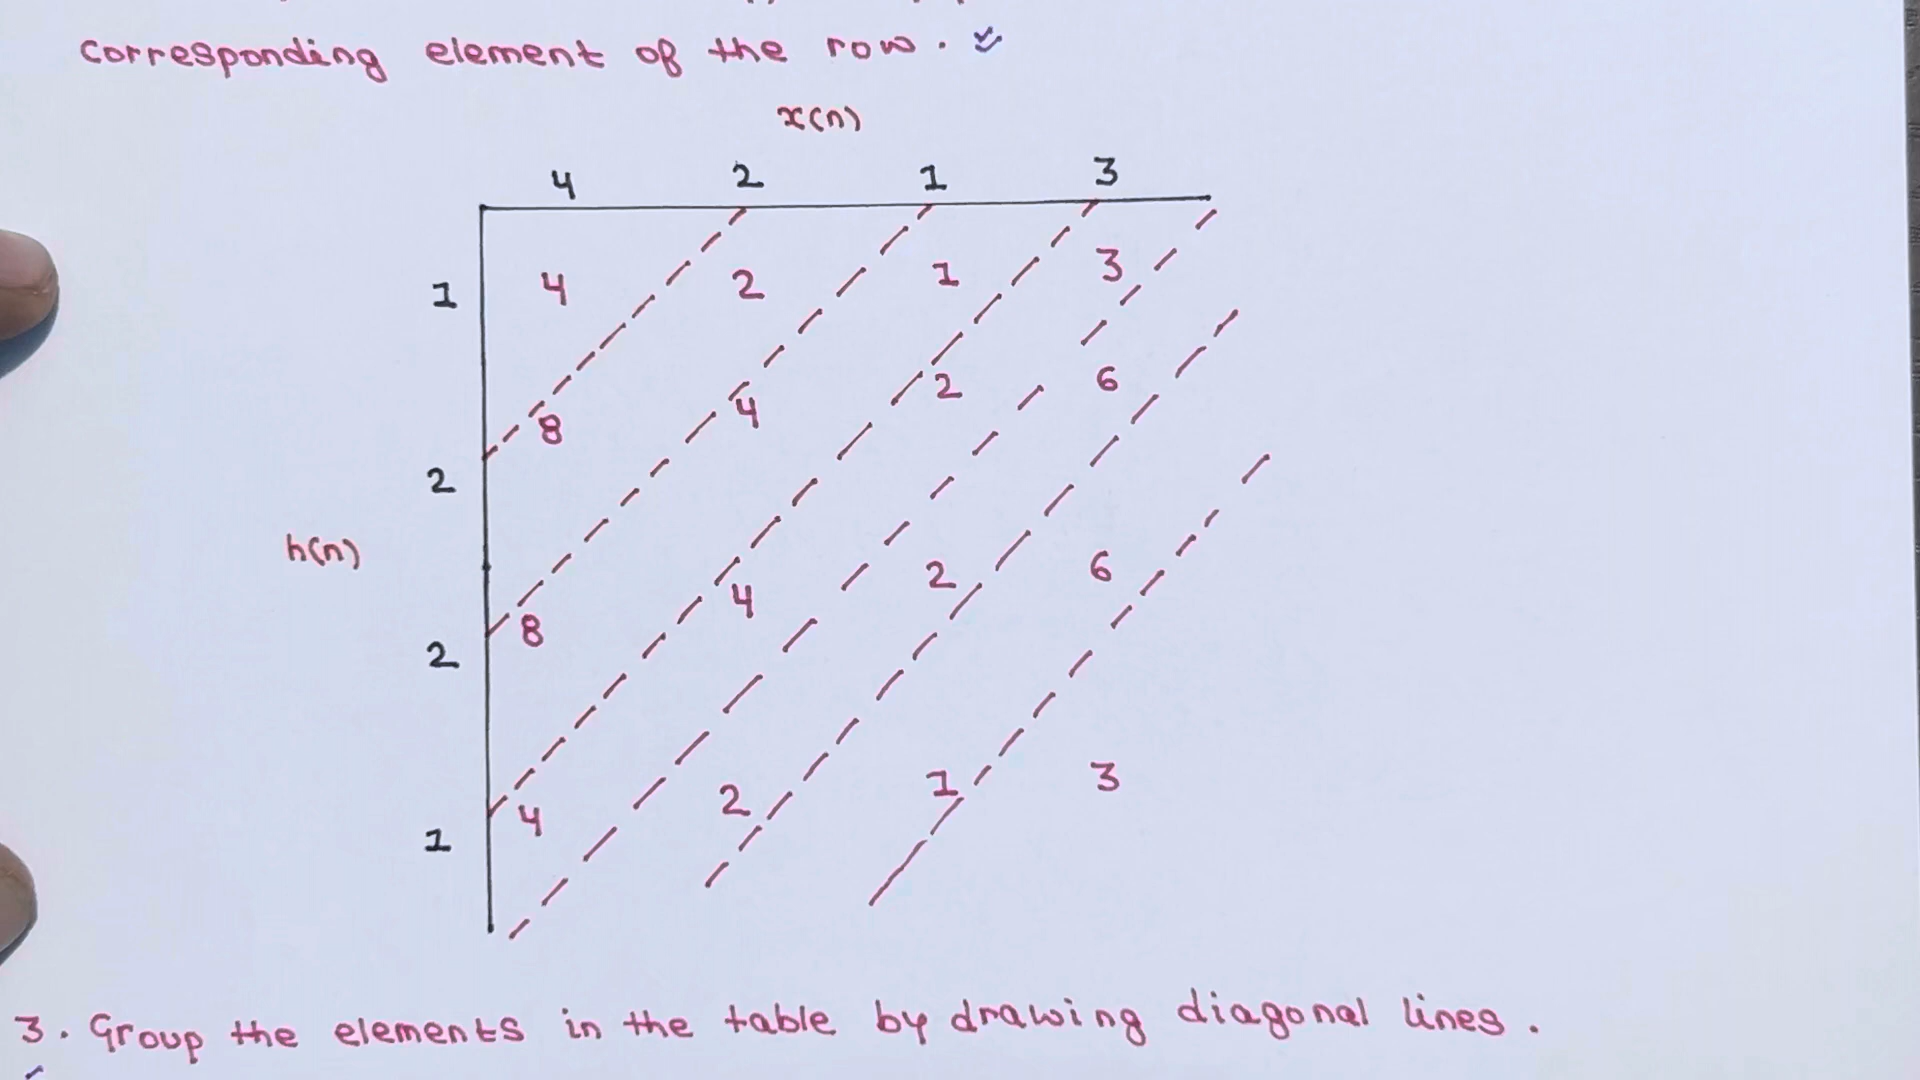 corresponding element of the row.
x(n)
4 2 1 3
1 4 2 1 3
8 4 2 6
2
h(n)
8 4 2 6
2
4 2 1 3
1
3. Group the elements in the table by drawing diagonal lines.